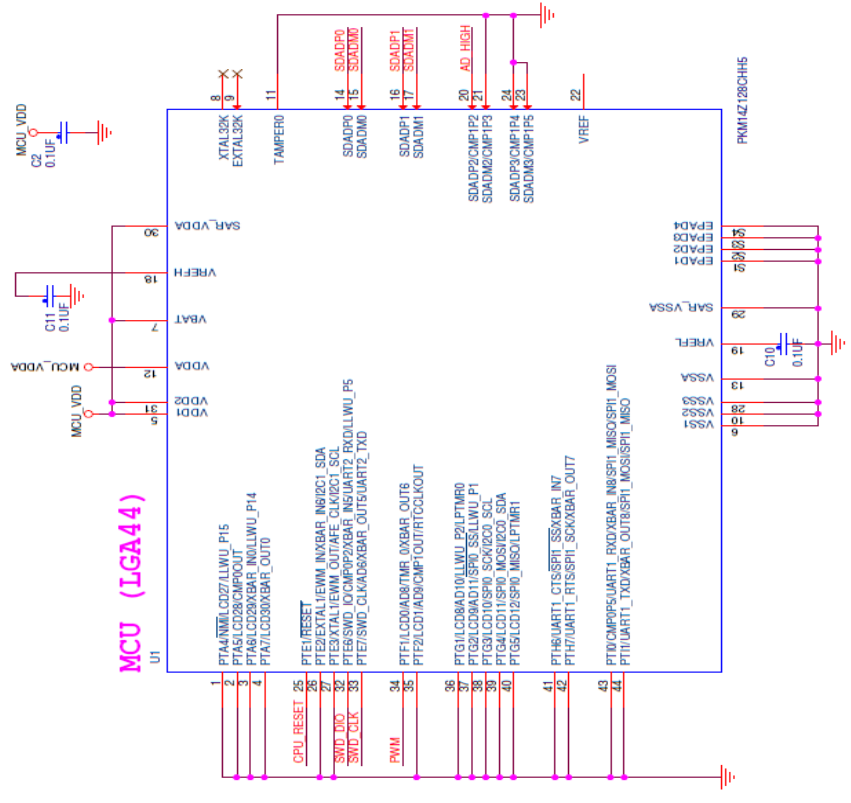 MCU (LGA44)
U1
MCU_VDD
C2
0.1UF
C11
0.1UF
MCU_VDDA
MCU_VDD
30
SAR_VDDA
18
VREFH
7
VBAT
12
VDDA
31
VDD2
5
VDD1
8 XTAL32K
9 EXTAL32K
11 TAMPER0
14 SDADP0 SDADP0
15 SDADM0 SDADM0
16 SDADP1 SDADP1
17 SDADM1 SDADM1
20 SDADP2/CMP1P2 AD_HIGH
21 SDADM2/CMP1P3
24 SDADP3/CMP1P4
23 SDADM3/CMP1P5
22 VREF
PKM14Z128CHH5
1 PTA4/NMI/LCD27/LLWU_P15
2 PTA5/LCD28/CMP0OUT
3 PTA6/LCD29/XBAR_IN0/LLWU_P14
4 PTA7/LCD30/XBAR_OUT0
CPU_RESET 25 PTE1/RESET
26 PTE2/EXTAL1/EWM_IN/XBAR_IN6/I2C1_SDA
27 PTE3/XTAL1/EWM_OUT/AFE_CLK/I2C1_SCL
SWD_DIO 32 PTE6/SWD_IO/CMP0P2/XBAR_IN5/UART2_RXD/LLWU_P5
SWD_CLK 33 PTE7/SWD_CLK/AD6/XBAR_OUT5/UART2_TXD
PWM 34 PTF1/LCD0/AD8/TMR_0/XBAR_OUT6
35 PTF2/LCD1/AD9/CMP1OUT/RTCCLKOUT
36 PTG1/LCD8/AD10/LLWU_P2/LPTMR0
37 PTG2/LCD9/AD11/SPI0_SS/LLWU_P1
38 PTG3/LCD10/SPI0_SCK/I2C0_SCL
39 PTG4/LCD11/SPI0_MOSI/I2C0_SDA
40 PTG5/LCD12/SPI0_MISO/LPTMR1
41 PTH6/UART1_CTS/SPI1_SS/XBAR_IN7
42 PTH7/UART1_RTS/SPI1_SCK/XBAR_OUT7
43 PTI0/CMP0P5/UART1_RXD/XBAR_IN8/SPI1_MISO/SPI1_MOSI
44 PTI1/UART1_TXD/XBAR_OUT8/SPI1_MOSI/SPI1_MISO
EPAD4
S4
EPAD3
S3
EPAD2
S2
EPAD1
S1
SAR_VSSA
29
VREFL
19
C10
0.1UF
VSSA
13
VSS3
28
VSS2
10
VSS1
6